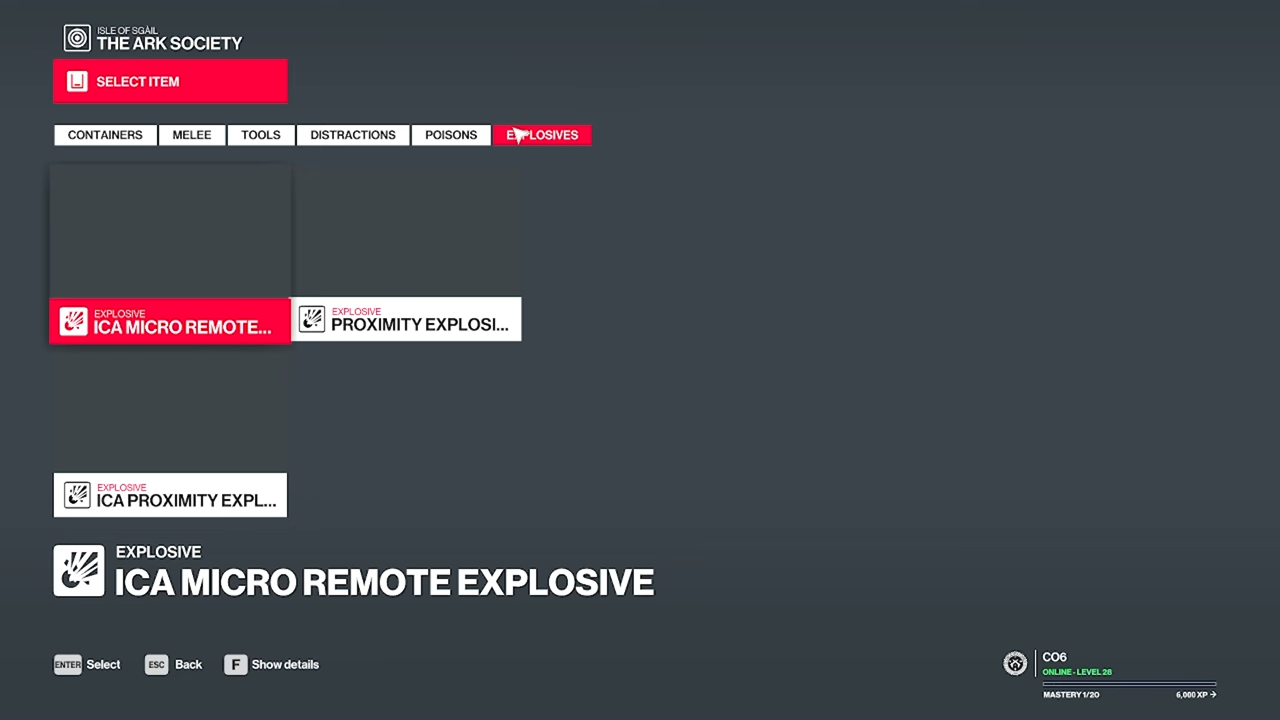 ISLE OF SGÀIL
THE ARK SOCIETY
SELECT ITEM
CONTAINERS MELEE TOOLS DISTRACTIONS POISONS EXPLOSIVES
EXPLOSIVE
ICA MICRO REMOTE...
EXPLOSIVE
PROXIMITY EXPLOSI...
EXPLOSIVE
ICA PROXIMITY EXPL...
EXPLOSIVE
ICA MICRO REMOTE EXPLOSIVE
ENTER Select ESC Back F Show details
CO6
ONLINE - LEVEL 28
MASTERY 1/20 6,000 XP →